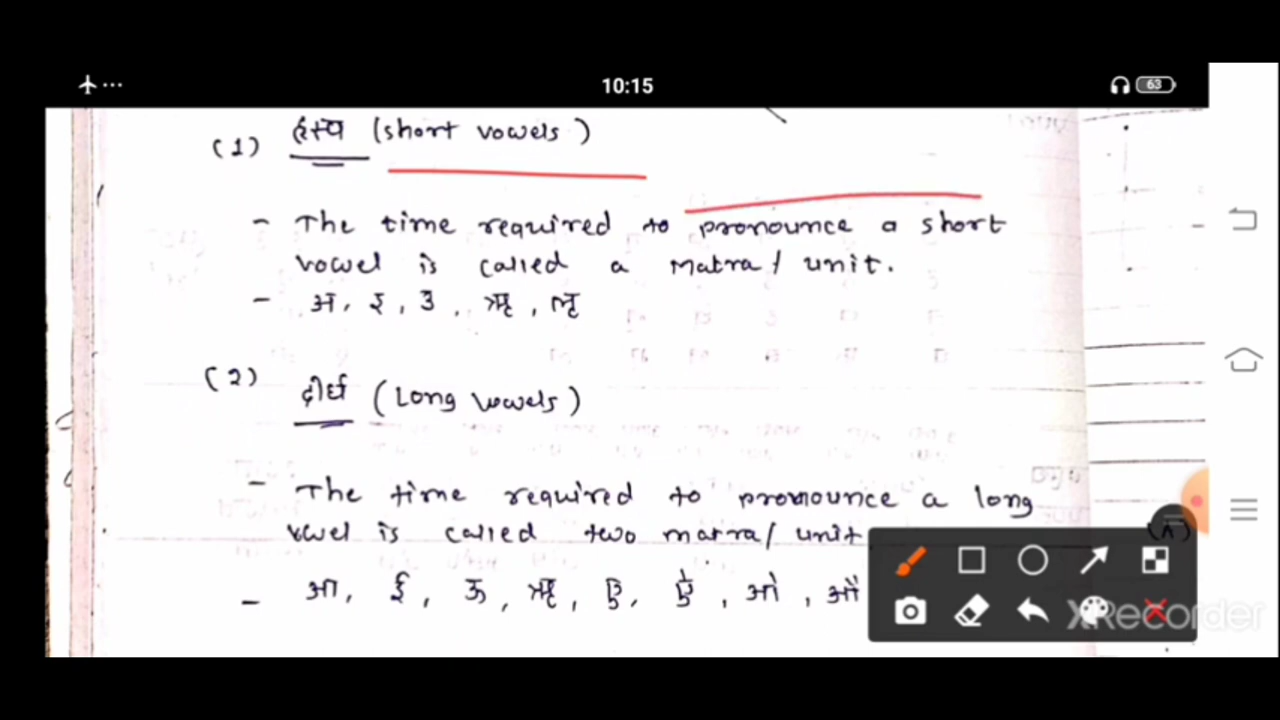 10:15
63
(1) ह्स्व (short vowels)
- The time required to pronounce a short
vowel is called a Matra / unit.
- अ, इ, उ, ऋ, लृ
(2) दीर्घ (Long vowels)
- The time required to pronounce a long
vowel is called two matra/ unit
- आ, ई, ऊ, ॠ, ए, ऐ, ओ, औ
XRecorder